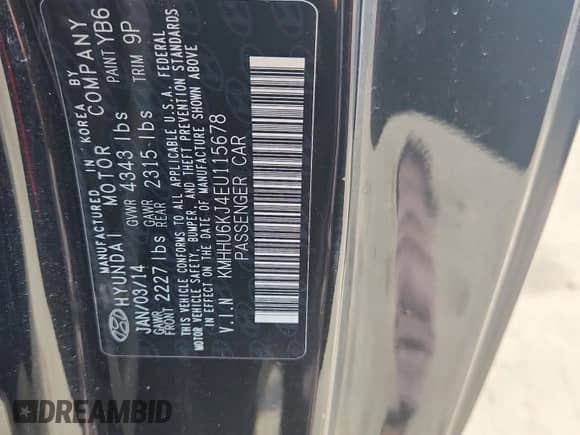 MANUFACTURED IN KOREA BY
HYUNDAI MOTOR COMPANY
JAN/03/14 GVWR 4343 lbs PAINT YB6
GAWR FRONT 2227 lbs GAWR REAR 2315 lbs TRIM 9P
THIS VEHICLE CONFORMS TO ALL APPLICABLE U.S.A. FEDERAL
MOTOR VEHICLE SAFETY, BUMPER, AND THEFT PREVENTION STANDARDS
IN EFFECT ON THE DATE OF MANUFACTURE SHOWN ABOVE
V.I.N KMHHU6KJ4EU115678
PASSENGER CAR
DREAMBID